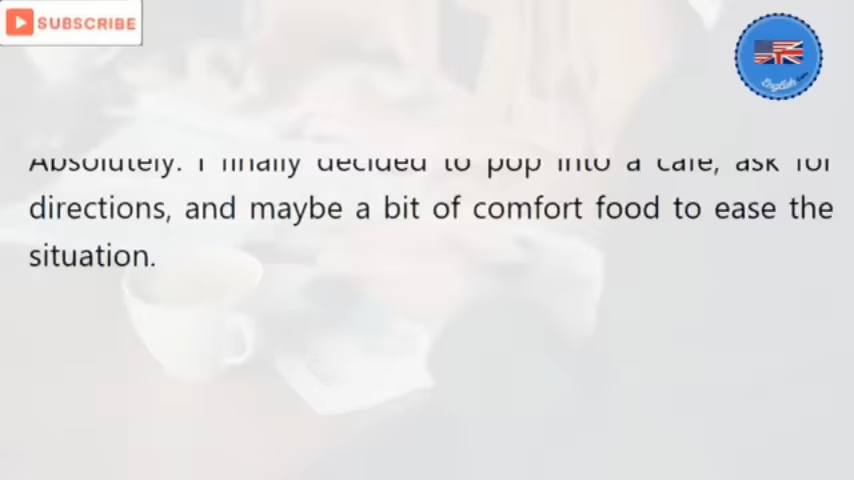 SUBSCRIBE
English
Absolutely. I finally decided to pop into a cafe, ask for
directions, and maybe a bit of comfort food to ease the
situation.